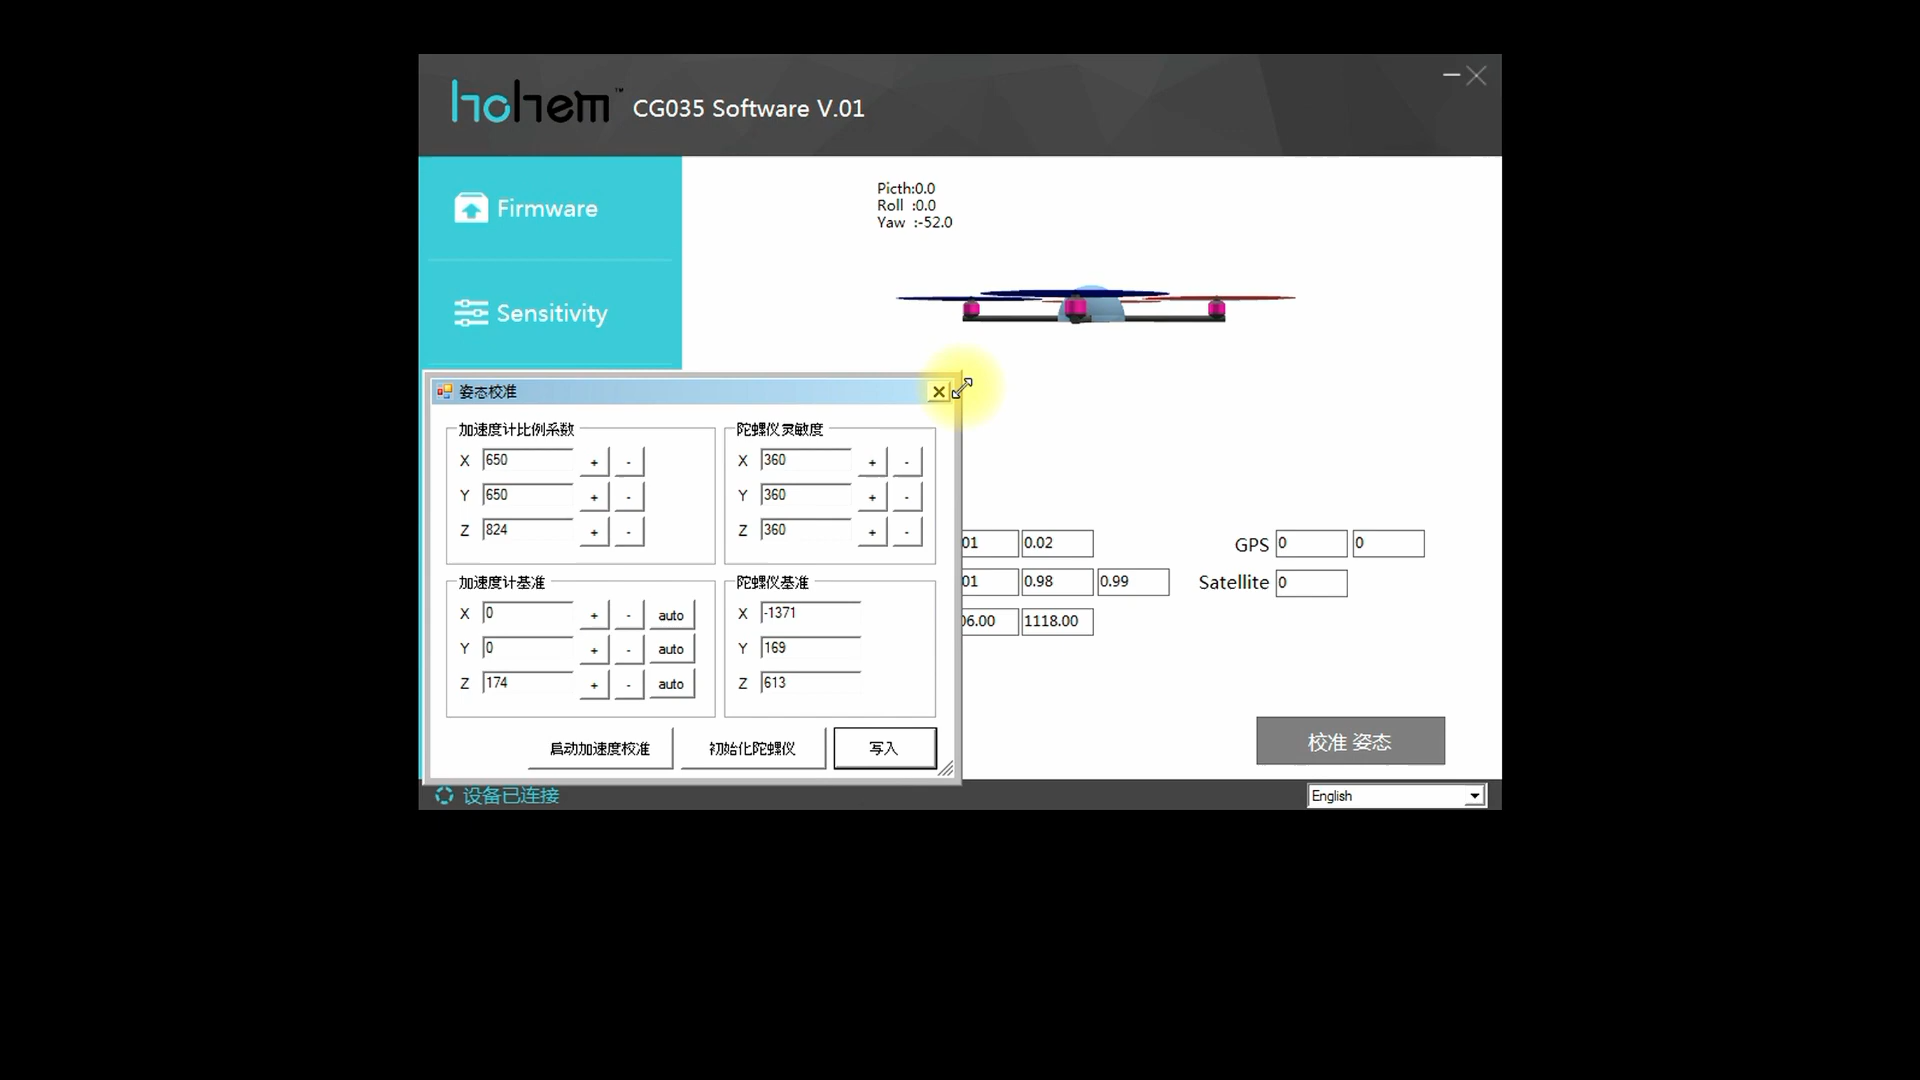 hohem™ CG035 Software V.01
Firmware
Sensitivity
Picth:0.0
Roll :0.0
Yaw :-52.0
姿态校准
加速度计比例系数
X 650 + -
Y 650 + -
Z 824 + -
陀螺仪灵敏度
X 360 + -
Y 360 + -
Z 360 + -
加速度计基准
X 0 + - auto
Y 0 + - auto
Z 174 + - auto
陀螺仪基准
X -1371
Y 169
Z 613
启动加速度校准 初始化陀螺仪 写入
01 0.02
01 0.98 0.99
06.00 1118.00
GPS 0 0
Satellite 0
校准 姿态
设备已连接
English